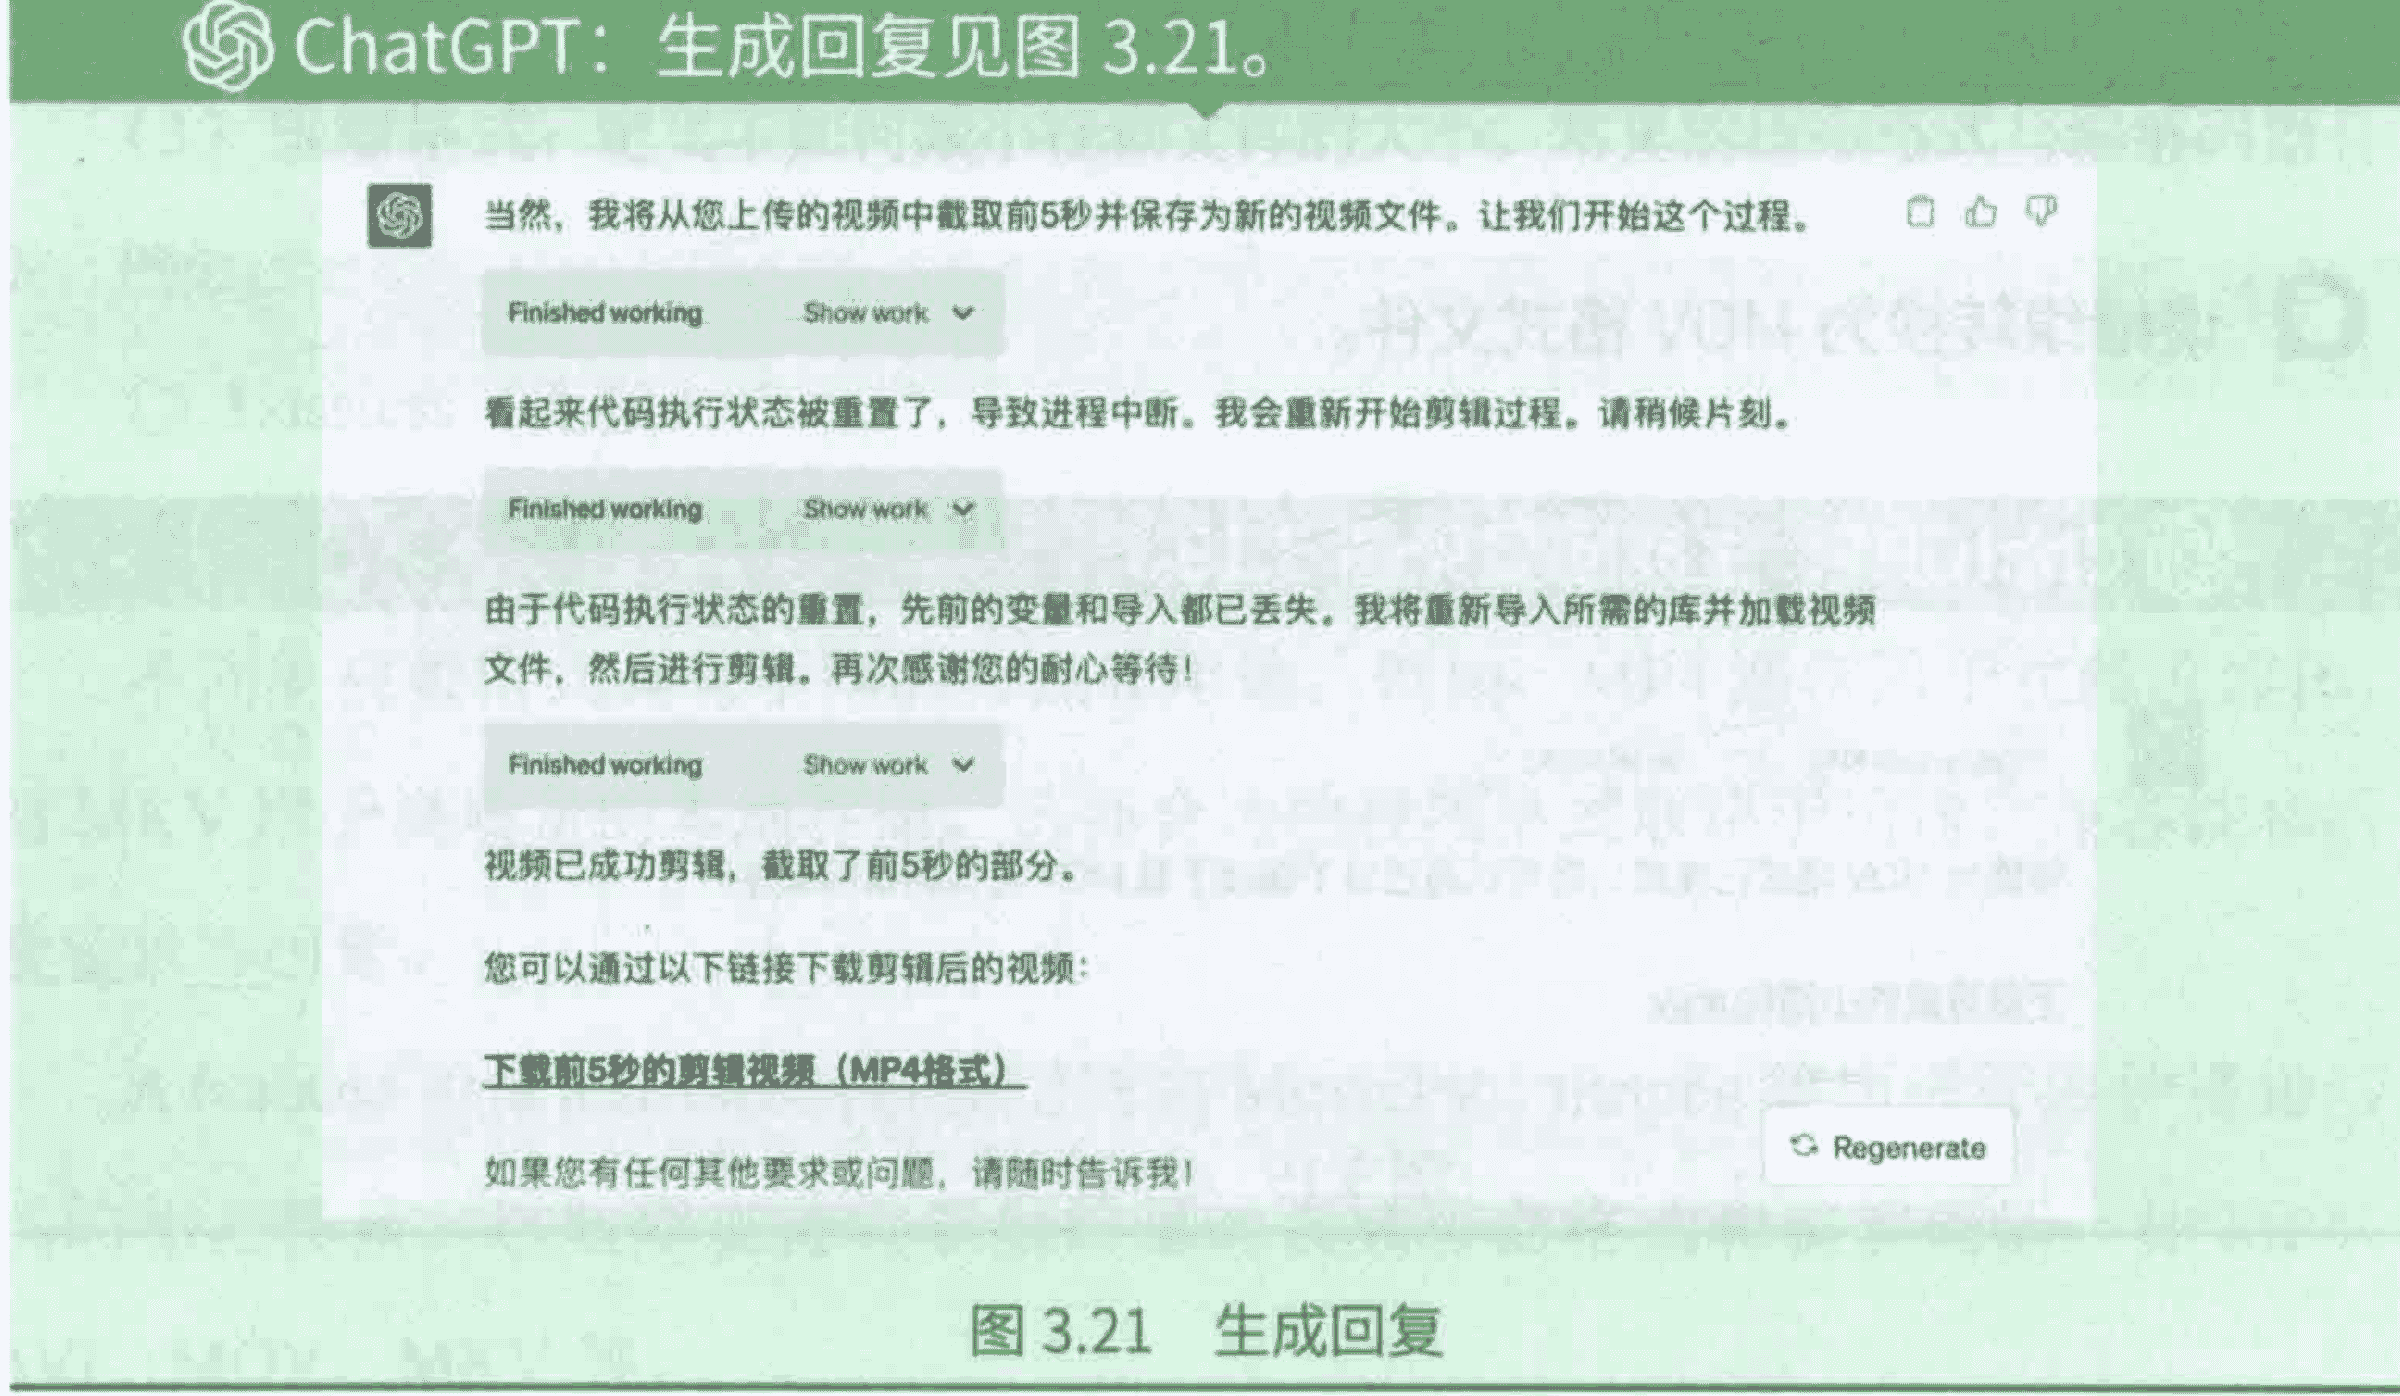 ChatGPT：生成回复见图 3.21。
当然，我将从您上传的视频中截取前5秒并保存为新的视频文件。让我们开始这个过程。
Finished working Show work
看起来代码执行状态被重置了，导致进程中断。我会重新开始剪辑过程。请稍候片刻。
Finished working Show work
由于代码执行状态的重置，先前的变量和导入都已丢失。我将重新导入所需的库并加载视频
文件，然后进行剪辑。再次感谢您的耐心等待！
Finished working Show work
视频已成功剪辑，截取了前5秒的部分。
您可以通过以下链接下载剪辑后的视频：
下载前5秒的剪辑视频（MP4格式）
Regenerate
如果您有任何其他要求或问题，请随时告诉我！
图 3.21 生成回复